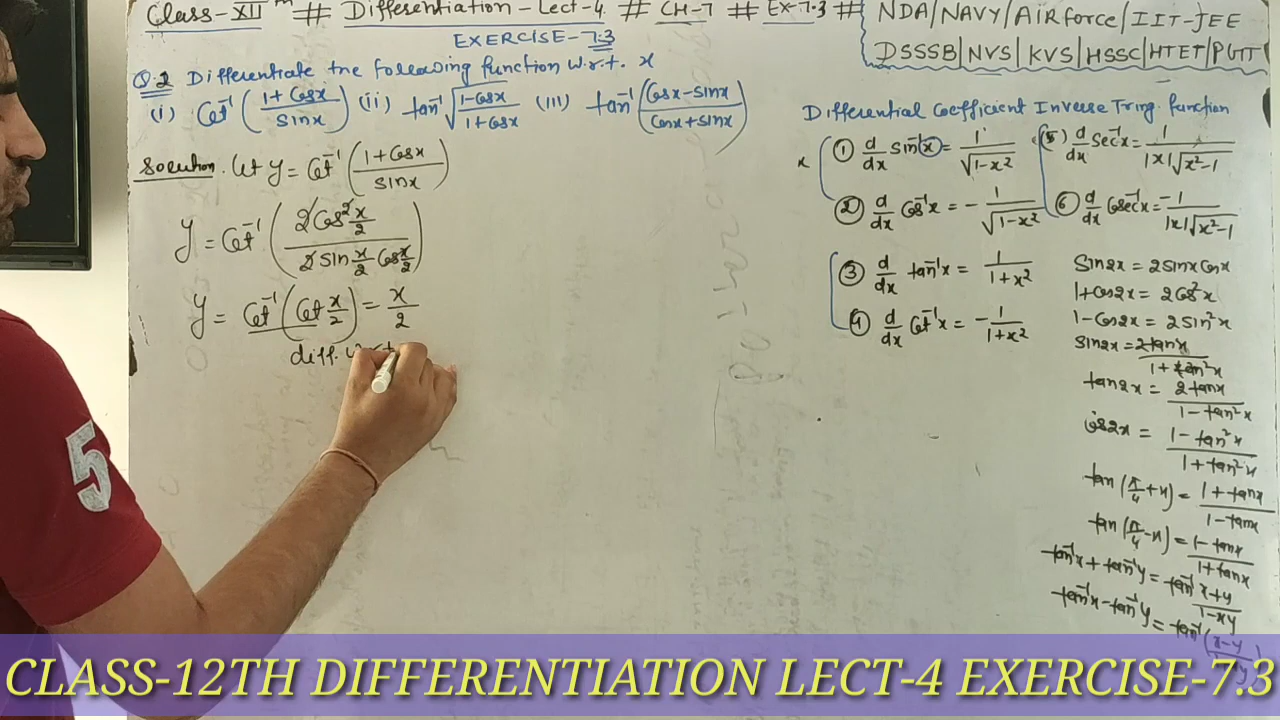 Class-XII # Differentiation-Lect-4 # CH-7 # EX-7.3 #
NDA/NAVY/AIRforce/IIT-JEE
DSSSB|NVS|KVS|HSSC|HTET|PGT
EXERCISE-7.3
Q.2 Differentiate the following function w.r.t. x
(i) Cot⁻¹((1+Cosx)/Sinx) (ii) tan⁻¹√((1-Cosx)/(1+Cosx)) (iii) tan⁻¹((Cosx-Sinx)/(Cosx+Sinx))
Solution. Let y = Cot⁻¹((1+Cosx)/Sinx)
y = Cot⁻¹((2Cos² x/2)/(2 Sin x/2 Cos x/2))
y = Cot⁻¹(Cot x/2) = x/2
diff. w.r.t
Differential Coefficient Inverse Tring. function
① d/dx Sin⁻¹x = 1/√(1-x²)
② d/dx Cos⁻¹x = -1/√(1-x²)
③ d/dx tan⁻¹x = 1/(1+x²)
④ d/dx Cot⁻¹x = -1/(1+x²)
⑤ d/dx Sec⁻¹x = 1/(|x|√(x²-1))
⑥ d/dx Cosec⁻¹x = -1/(|x|√(x²-1))
Sin2x = 2sinx Cosx
1+Cos2x = 2Cos²x
1-Cos2x = 2Sin²x
Sin2x = 2tanx/(1+tan²x)
tan2x = 2tanx/(1-tan²x)
Cos2x = (1-tan²x)/(1+tan²x)
tan(π/4+x) = (1+tanx)/(1-tanx)
tan(π/4-x) = (1-tanx)/(1+tanx)
tan⁻¹x + tan⁻¹y = tan⁻¹ (x+y)/(1-xy)
tan⁻¹x - tan⁻¹y = tan⁻¹(x-y
5
CLASS-12TH DIFFERENTIATION LECT-4 EXERCISE-7.3